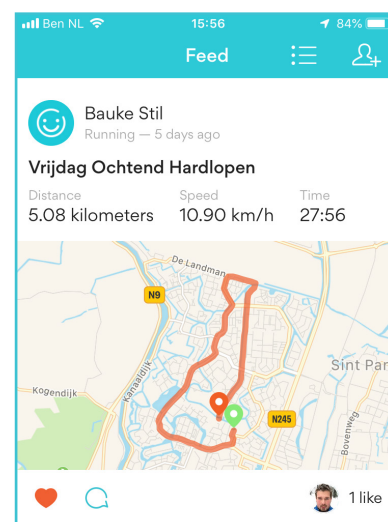 Ben NL 15:56 84%
Feed
Bauke Stil
Running — 5 days ago
Vrijdag Ochtend Hardlopen
Distance Speed Time
5.08 kilometers 10.90 km/h 27:56
De Landman
N9
Kanaaldijk
Sint Par
Kogendijk
N245
Bovenweg
1 like